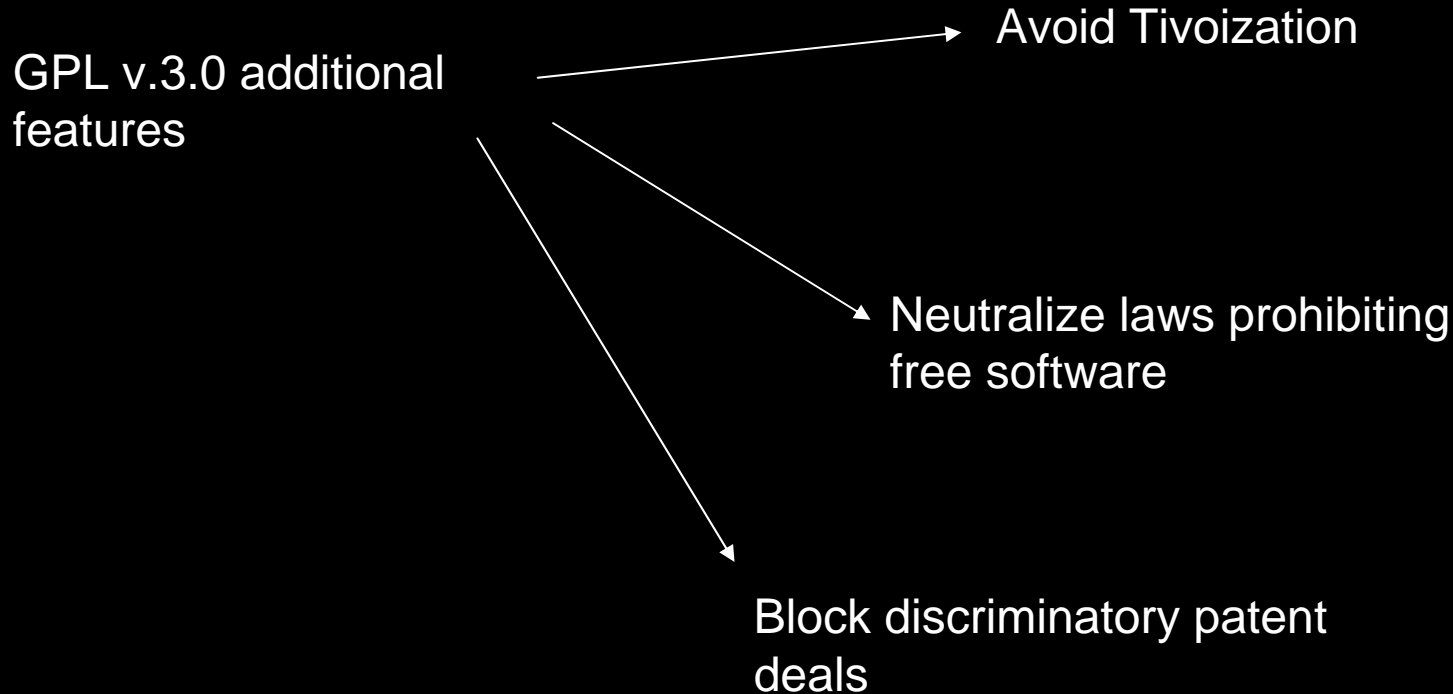 Avoid Tivoization
GPL v.3.0 additional
features
Neutralize laws prohibiting
free software
Block discriminatory patent
deals